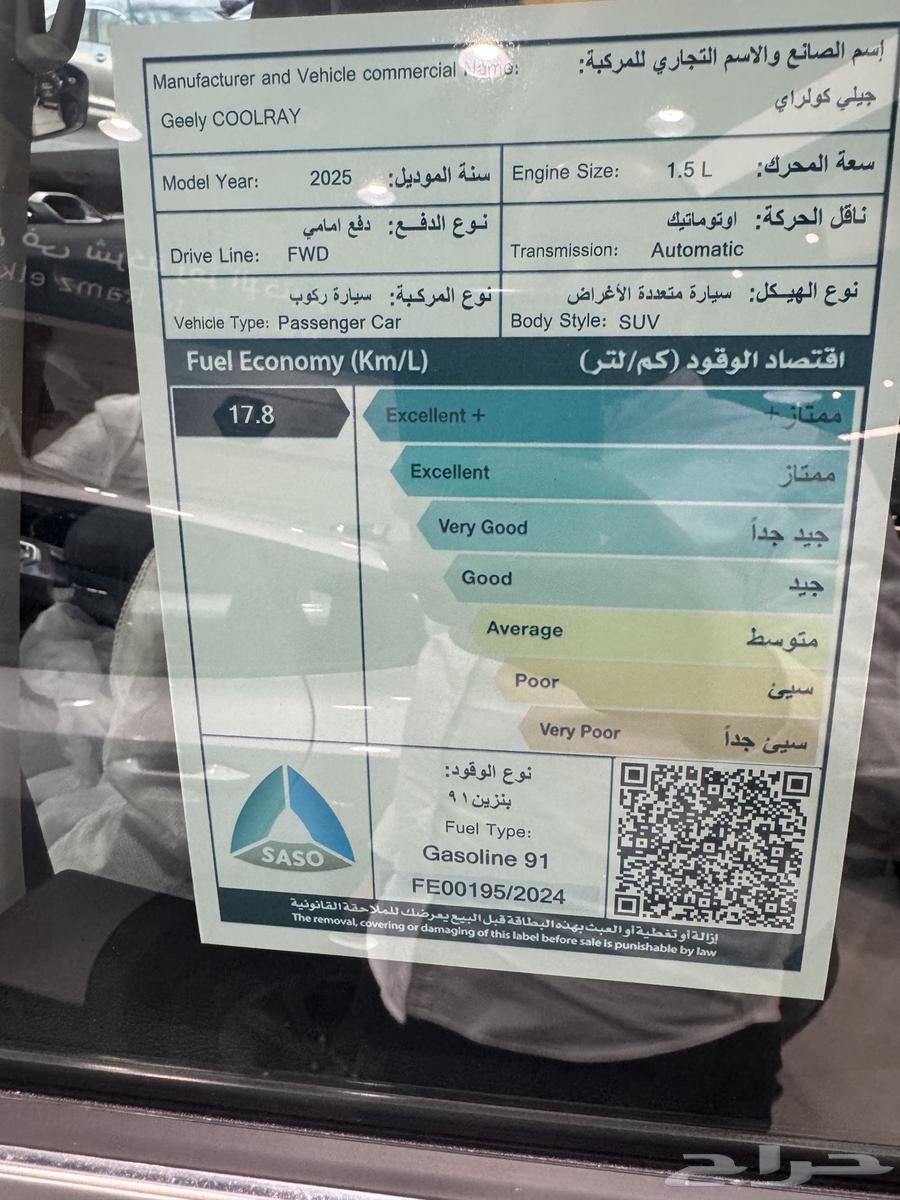 إسم الصانع والاسم التجاري للمركبة:
Manufacturer and Vehicle commercial Name:
جيلي كولراي
Geely COOLRAY
Model Year: 2025 سنة الموديل:
Engine Size: 1.5 L سعة المحرك:
نوع الدفع: دفع امامي
Drive Line: FWD
ناقل الحركة: اوتوماتيك
Transmission: Automatic
نوع المركبة: سيارة ركوب
Vehicle Type: Passenger Car
نوع الهيكل: سيارة متعددة الأغراض
Body Style: SUV
Fuel Economy (Km/L) اقتصاد الوقود (كم/لتر)
17.8
Excellent + ممتاز +
Excellent ممتاز
Very Good جيد جداً
Good جيد
Average متوسط
Poor سيئ
Very Poor سيئ جداً
SASO
نوع الوقود:
بنزين ٩١
Fuel Type:
Gasoline 91
FE00195/2024
إزالة أو تغطية أو العبث بهذه البطاقة قبل البيع يعرضك للملاحقة القانونية
The removal, covering or damaging of this label before sale is punishable by law
حراج